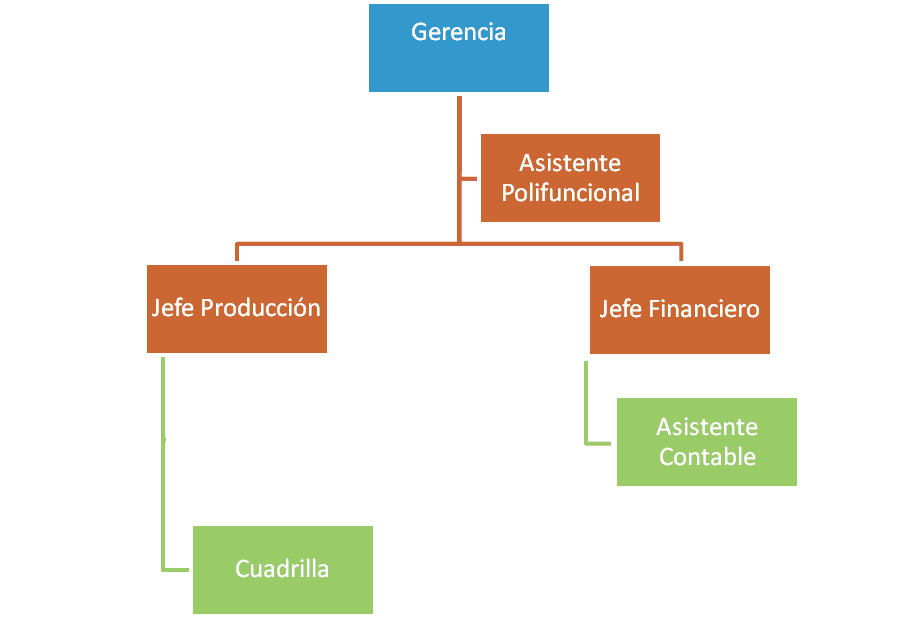 Gerencia
Asistente
Polifuncional
Jefe Producción
Jefe Financiero
Asistente
Contable
Cuadrilla